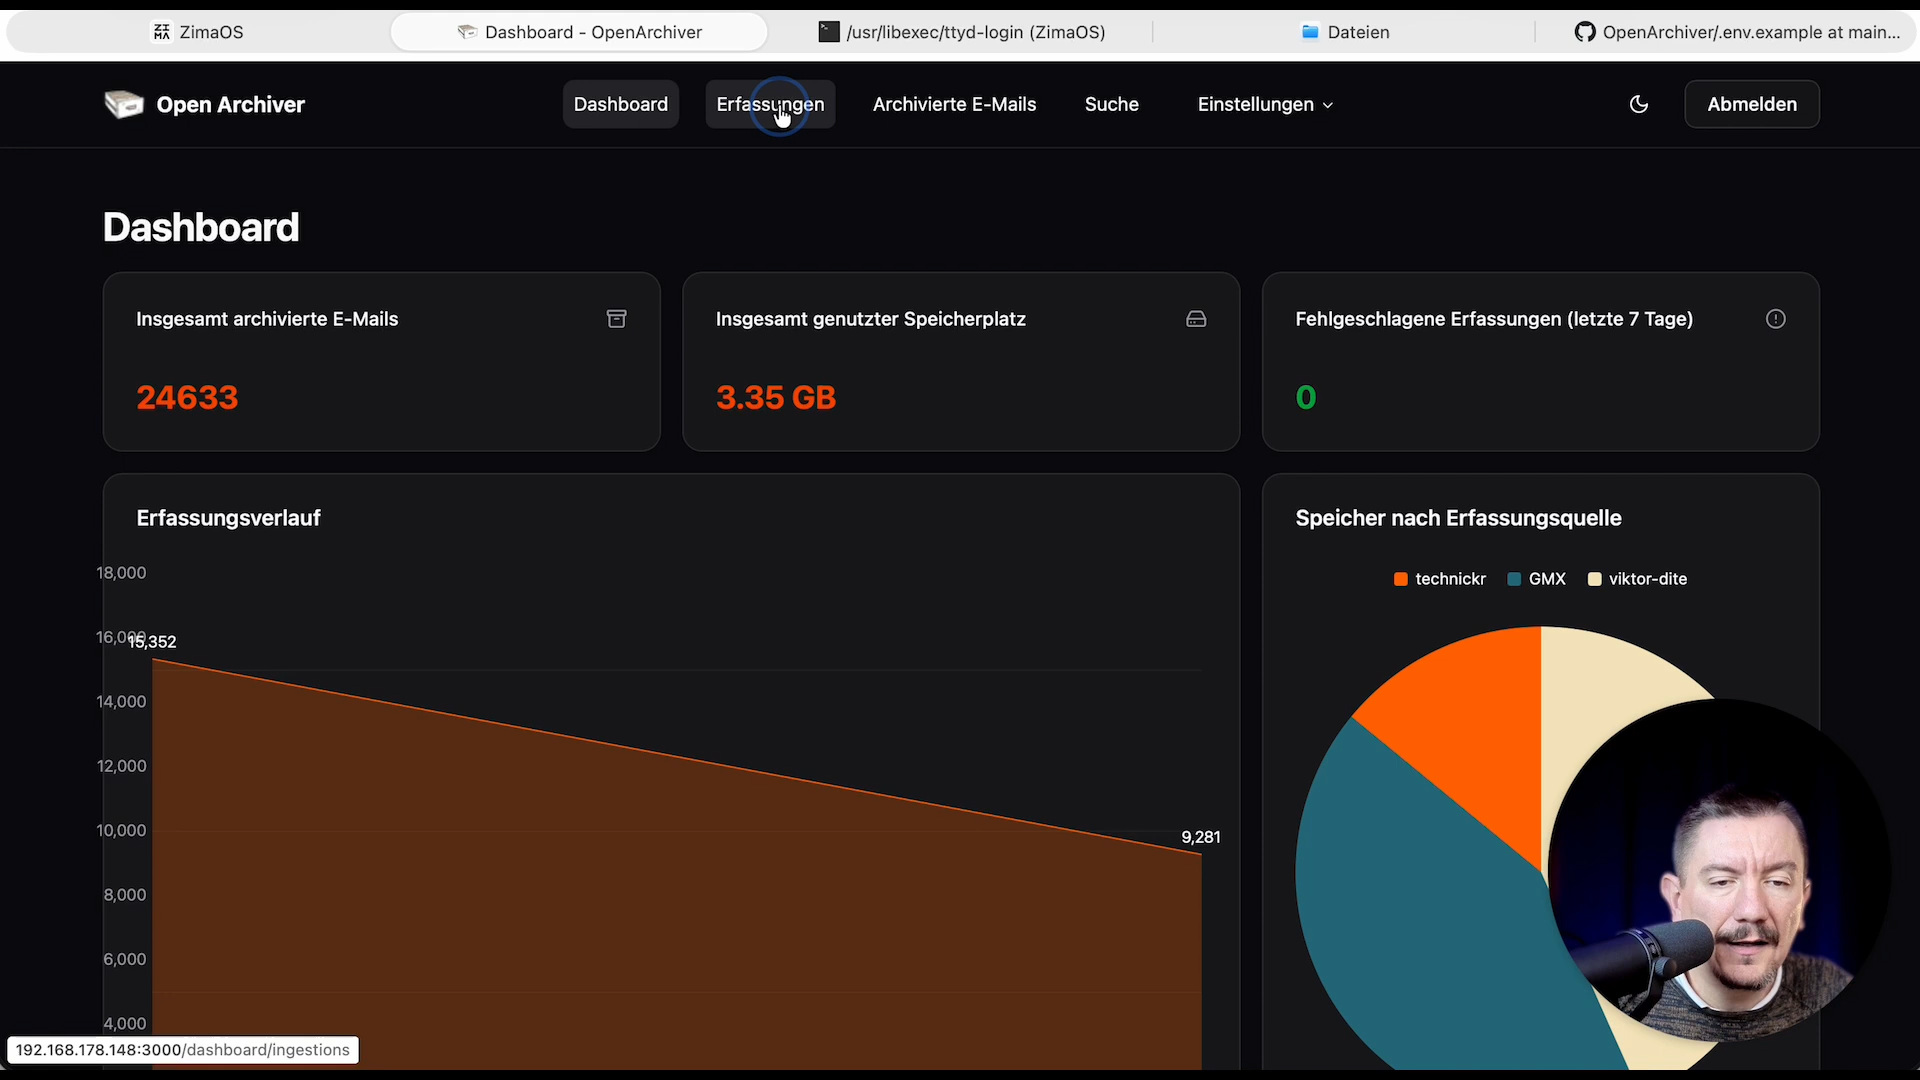 ZimaOS
Dashboard - OpenArchiver
/usr/libexec/ttyd-login (ZimaOS)
Dateien
OpenArchiver/.env.example at main...
Open Archiver
Dashboard
Erfassungen
Archivierte E-Mails
Suche
Einstellungen
Abmelden
Dashboard
Insgesamt archivierte E-Mails
24633
Insgesamt genutzter Speicherplatz
3.35 GB
Fehlgeschlagene Erfassungen (letzte 7 Tage)
0
Erfassungsverlauf
18,000
16,000
15,352
14,000
12,000
10,000
9,281
8,000
6,000
4,000
Speicher nach Erfassungsquelle
technickr
GMX
viktor-dite
192.168.178.148:3000/dashboard/ingestions